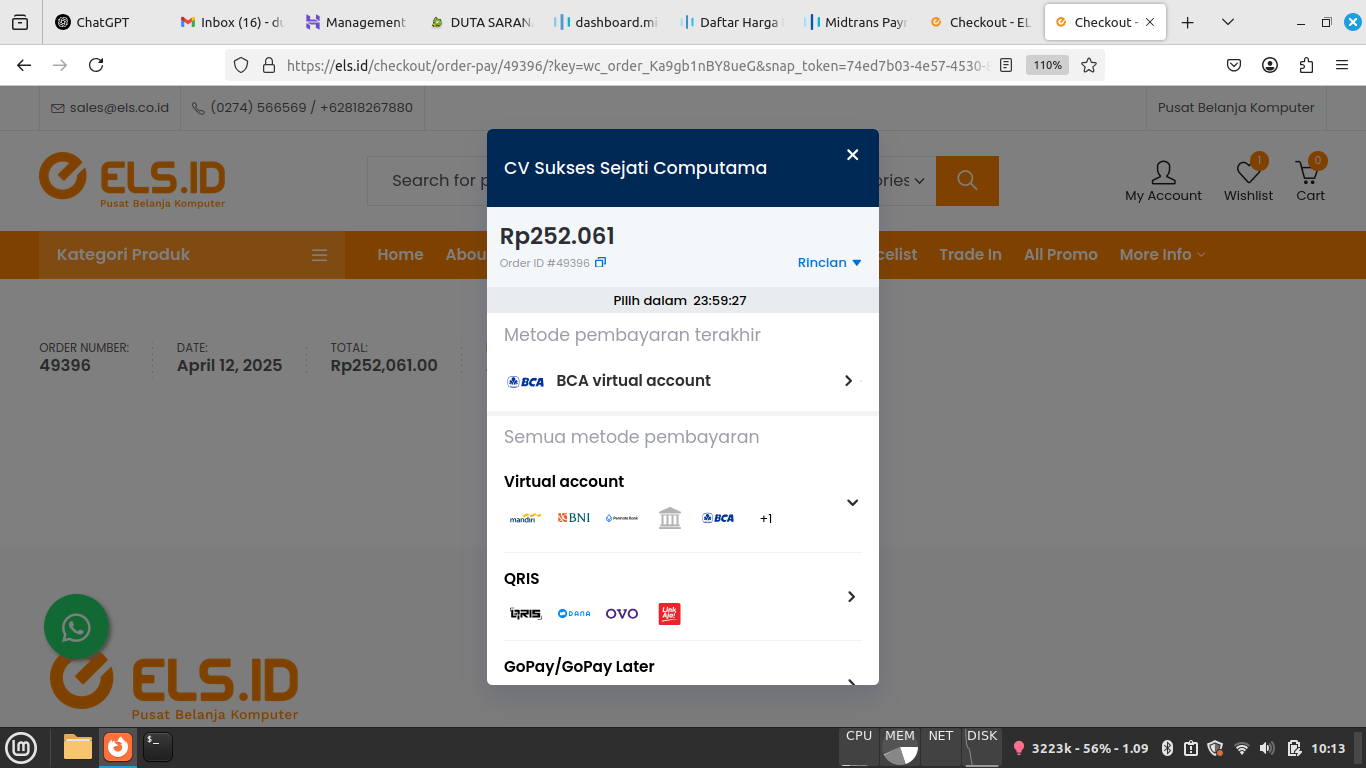 ChatGPT
Inbox (16) - du
Management
DUTA SARAN
dashboard.mi
Daftar Harga
Midtrans Payr
Checkout - EL
Checkout -
https://els.id/checkout/order-pay/49396/?key=wc_order_Ka9gb1nBY8ueG&snap_token=74ed7b03-4e57-4530-8
110%
sales@els.co.id
(0274) 566569 / +62818267880
Pusat Belanja Komputer
ELS.ID
Pusat Belanja Komputer
Search for p
ories
My Account
1
Wishlist
0
Cart
Kategori Produk
Home
Abou
celist
Trade In
All Promo
More Info
ORDER NUMBER:
49396
DATE:
April 12, 2025
TOTAL:
Rp252,061.00
CV Sukses Sejati Computama
Rp252.061
Order ID #49396
Rincian
Pilih dalam 23:59:27
Metode pembayaran terakhir
BCA
BCA virtual account
Semua metode pembayaran
Virtual account
mandiri
BNI
PermataBank
BCA
+1
QRIS
QRIS
DANA
OVO
LinkAja!
GoPay/GoPay Later
ELS.ID
Pusat Belanja Komputer
CPU
MEM
NET
DISK
3223k - 56% - 1.09
10:13